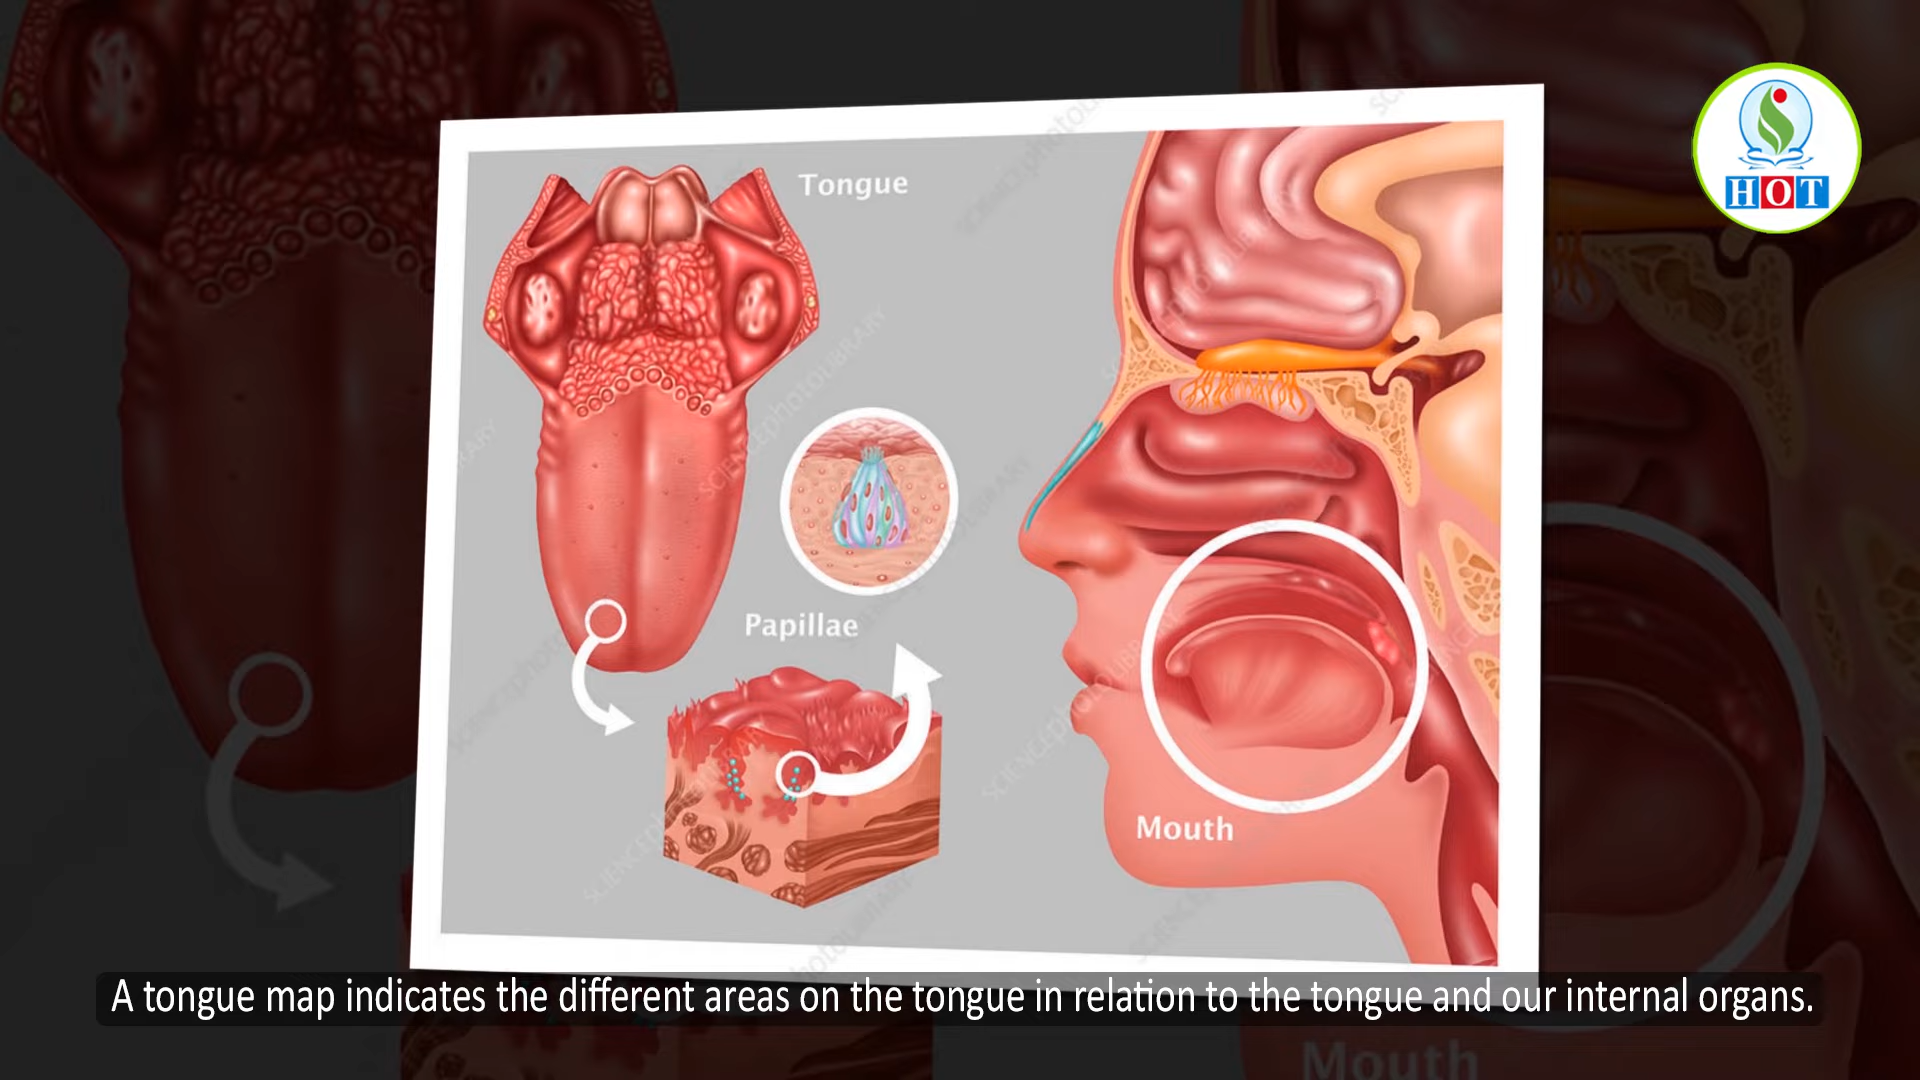 HOT
Tongue
Papillae
Mouth
A tongue map indicates the different areas on the tongue in relation to the tongue and our internal organs.
Mouth